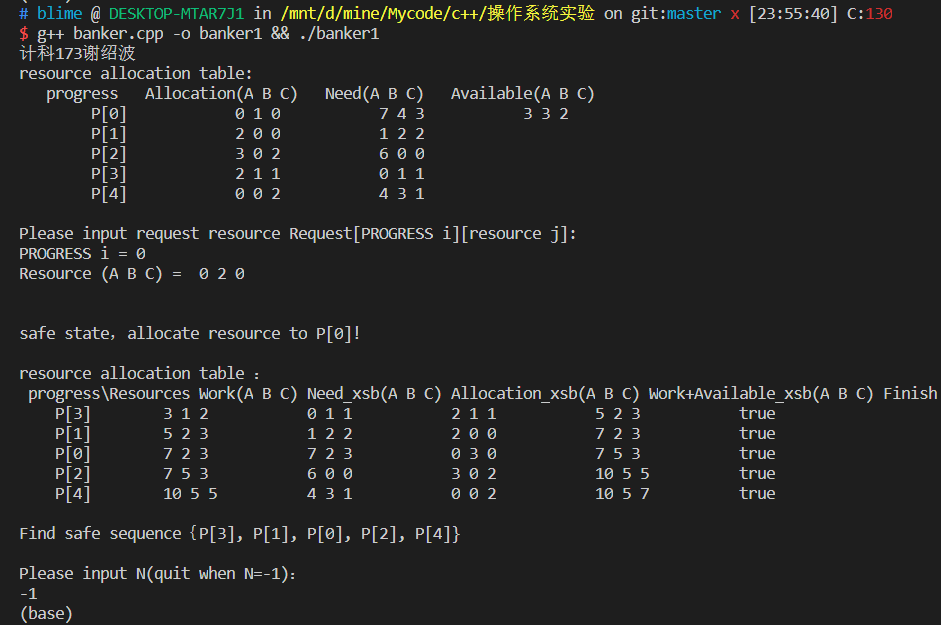 # blime @ DESKTOP-MTAR7J1 in /mnt/d/mine/Mycode/c++/操作系统实验 on git:master x [23:55:40] C:130
$ g++ banker.cpp -o banker1 && ./banker1
计科173谢绍波
resource allocation table:
progress Allocation(A B C) Need(A B C) Available(A B C)
P[0] 0 1 0 7 4 3 3 3 2
P[1] 2 0 0 1 2 2
P[2] 3 0 2 6 0 0
P[3] 2 1 1 0 1 1
P[4] 0 0 2 4 3 1
Please input request resource Request[PROGRESS i][resource j]:
PROGRESS i = 0
Resource (A B C) = 0 2 0
safe state, allocate resource to P[0]!
resource allocation table :
progress\Resources Work(A B C) Need_xsb(A B C) Allocation_xsb(A B C) Work+Available_xsb(A B C) Finish
P[3] 3 1 2 0 1 1 2 1 1 5 2 3 true
P[1] 5 2 3 1 2 2 2 0 0 7 2 3 true
P[0] 7 2 3 7 2 3 0 3 0 7 5 3 true
P[2] 7 5 3 6 0 0 3 0 2 10 5 5 true
P[4] 10 5 5 4 3 1 0 0 2 10 5 7 true
Find safe sequence {P[3], P[1], P[0], P[2], P[4]}
Please input N(quit when N=-1):
-1
(base)